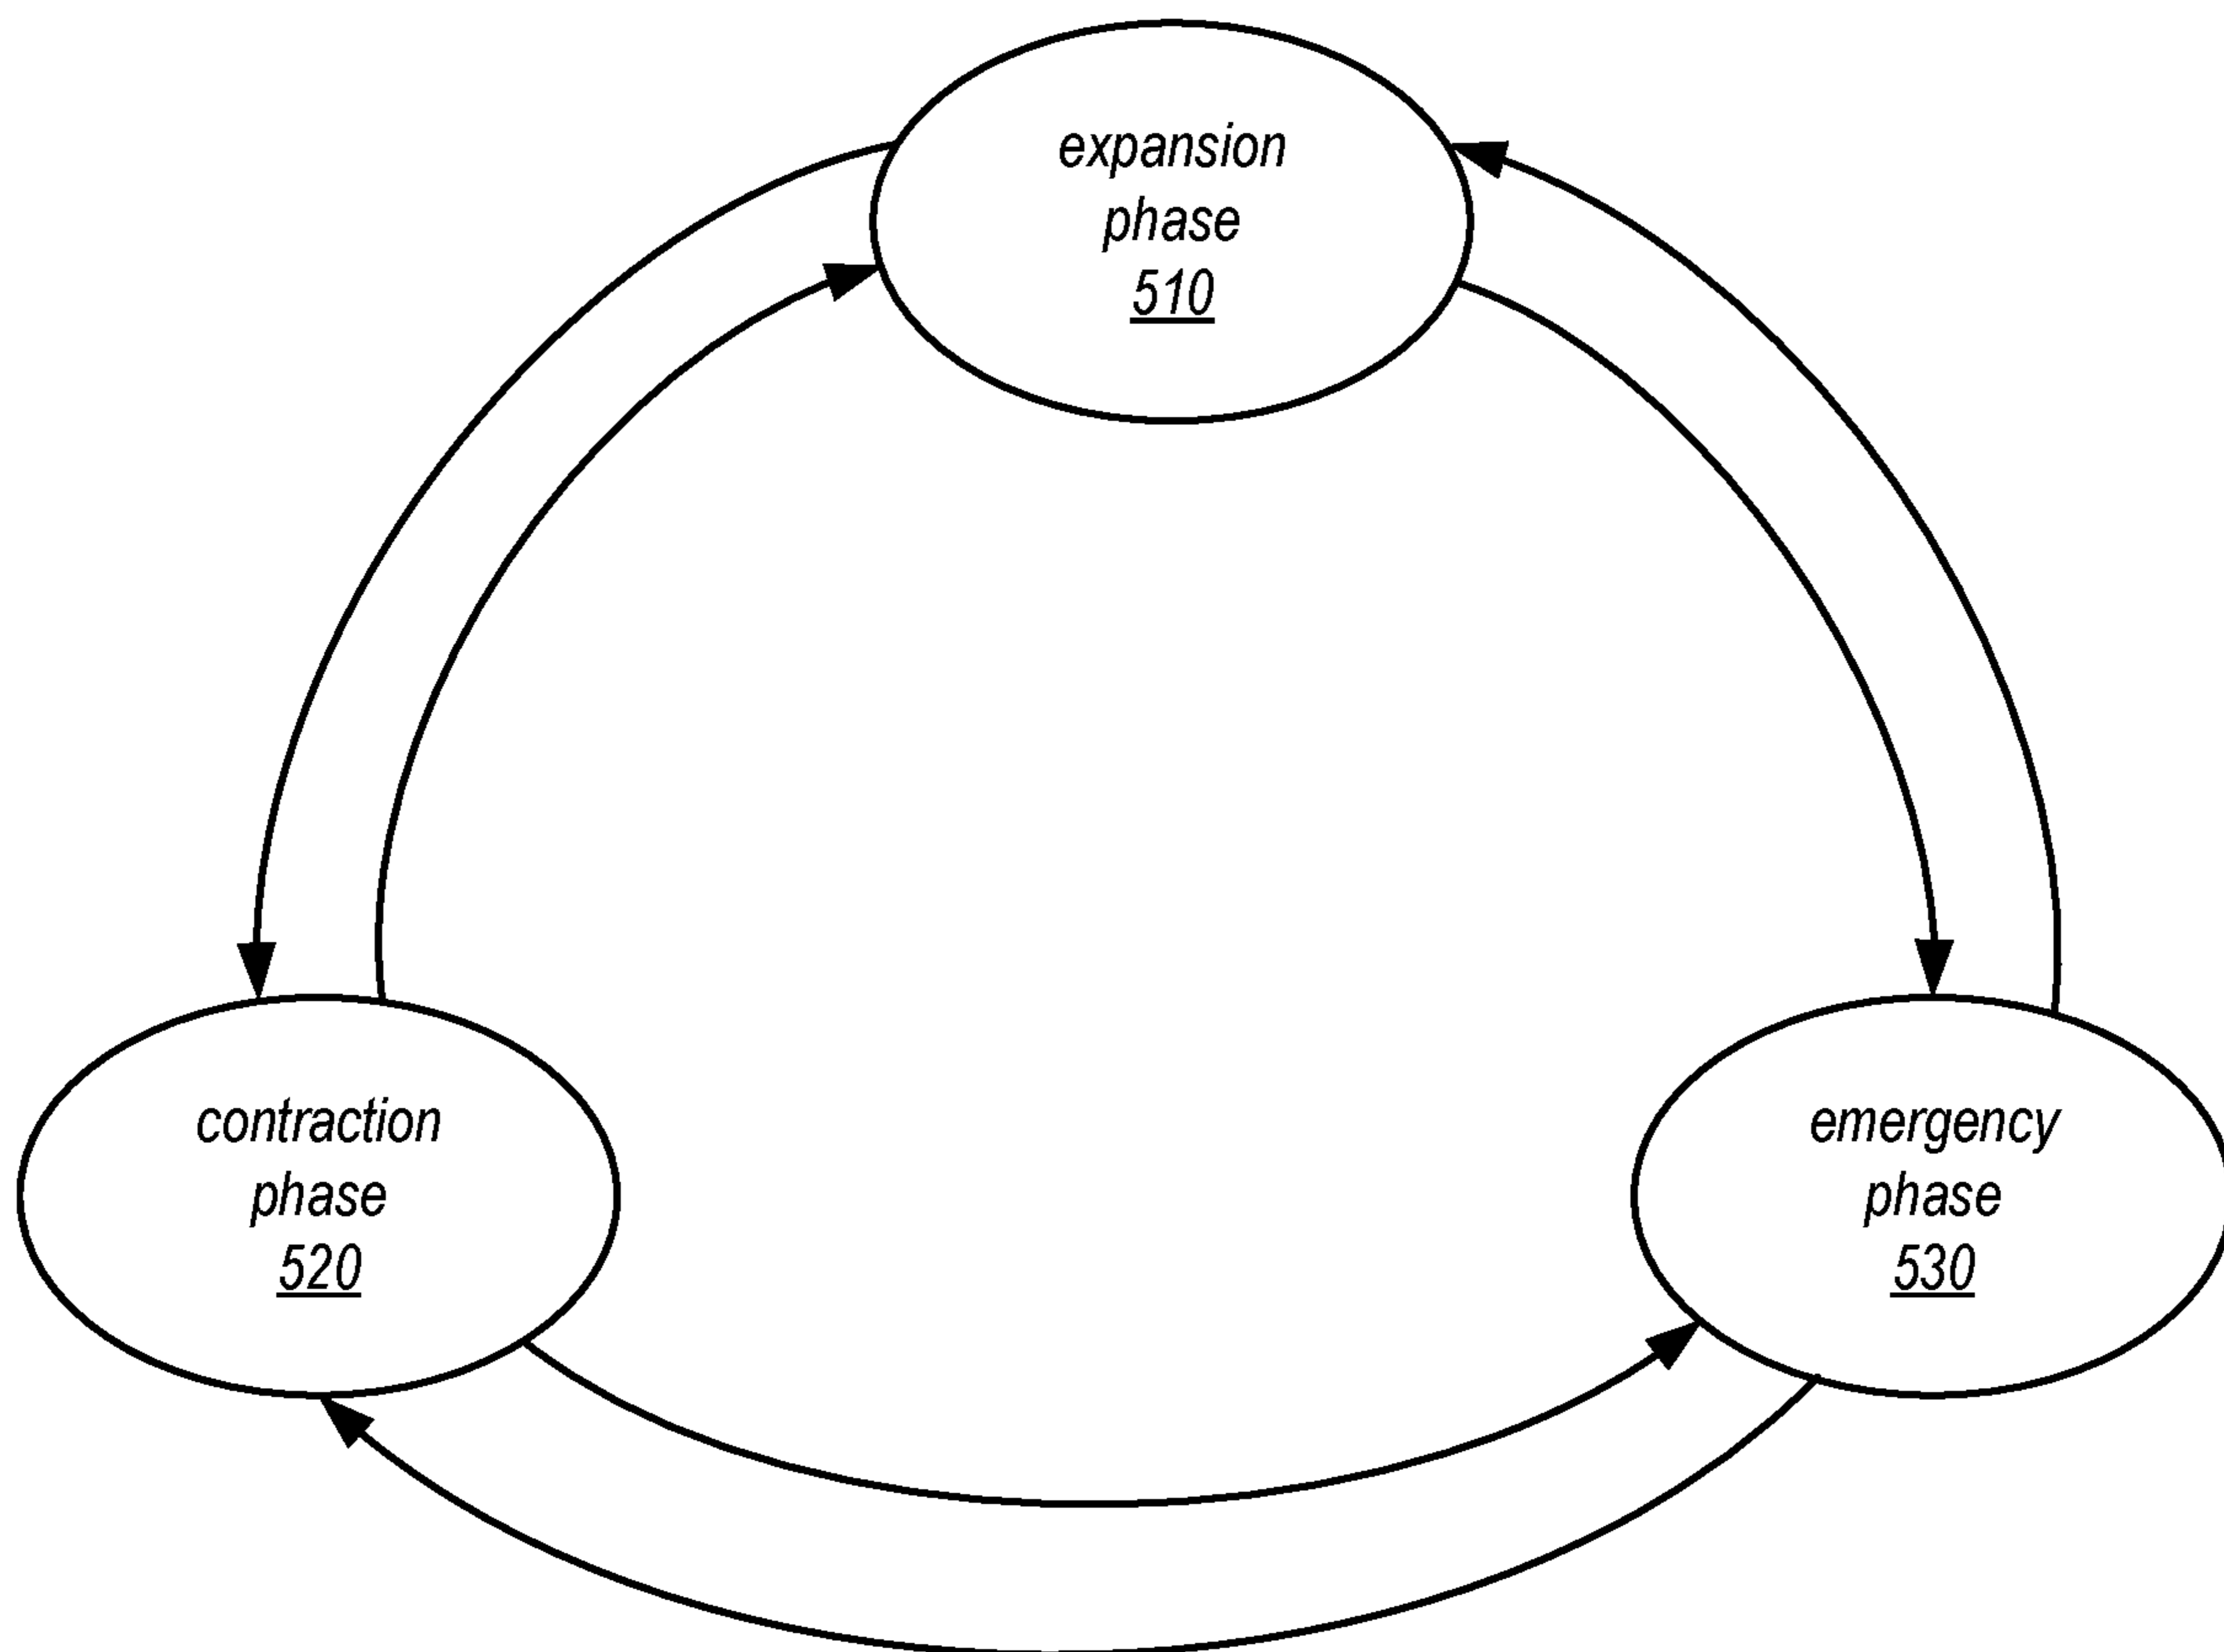 expansion
phase
510
contraction
phase
520
emergency
phase
530